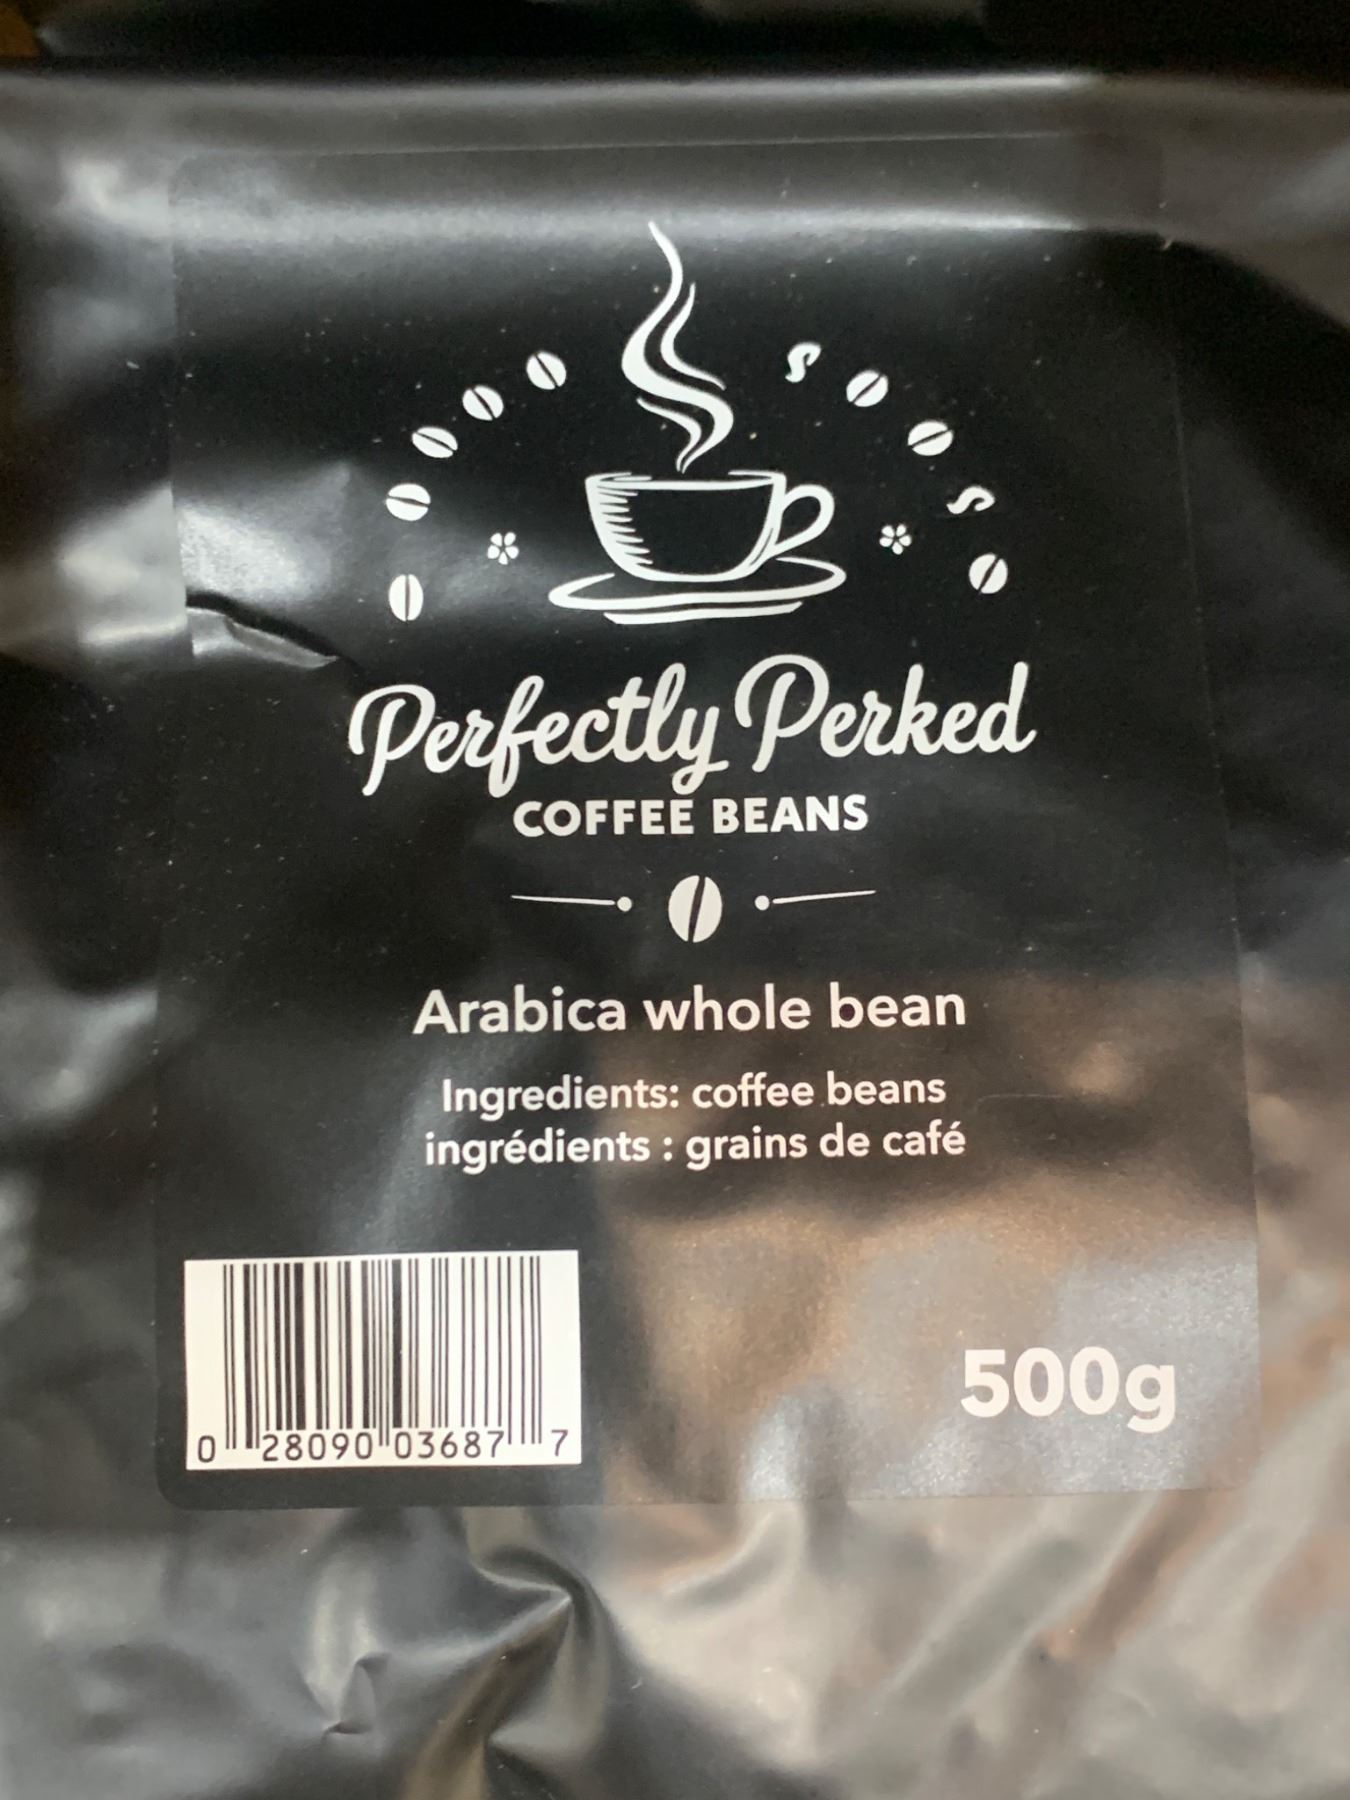 Perfectly Perked
COFFEE BEANS
Arabica whole bean
Ingredients: coffee beans
ingrédients : grains de café
500g
0 28090 03687 7